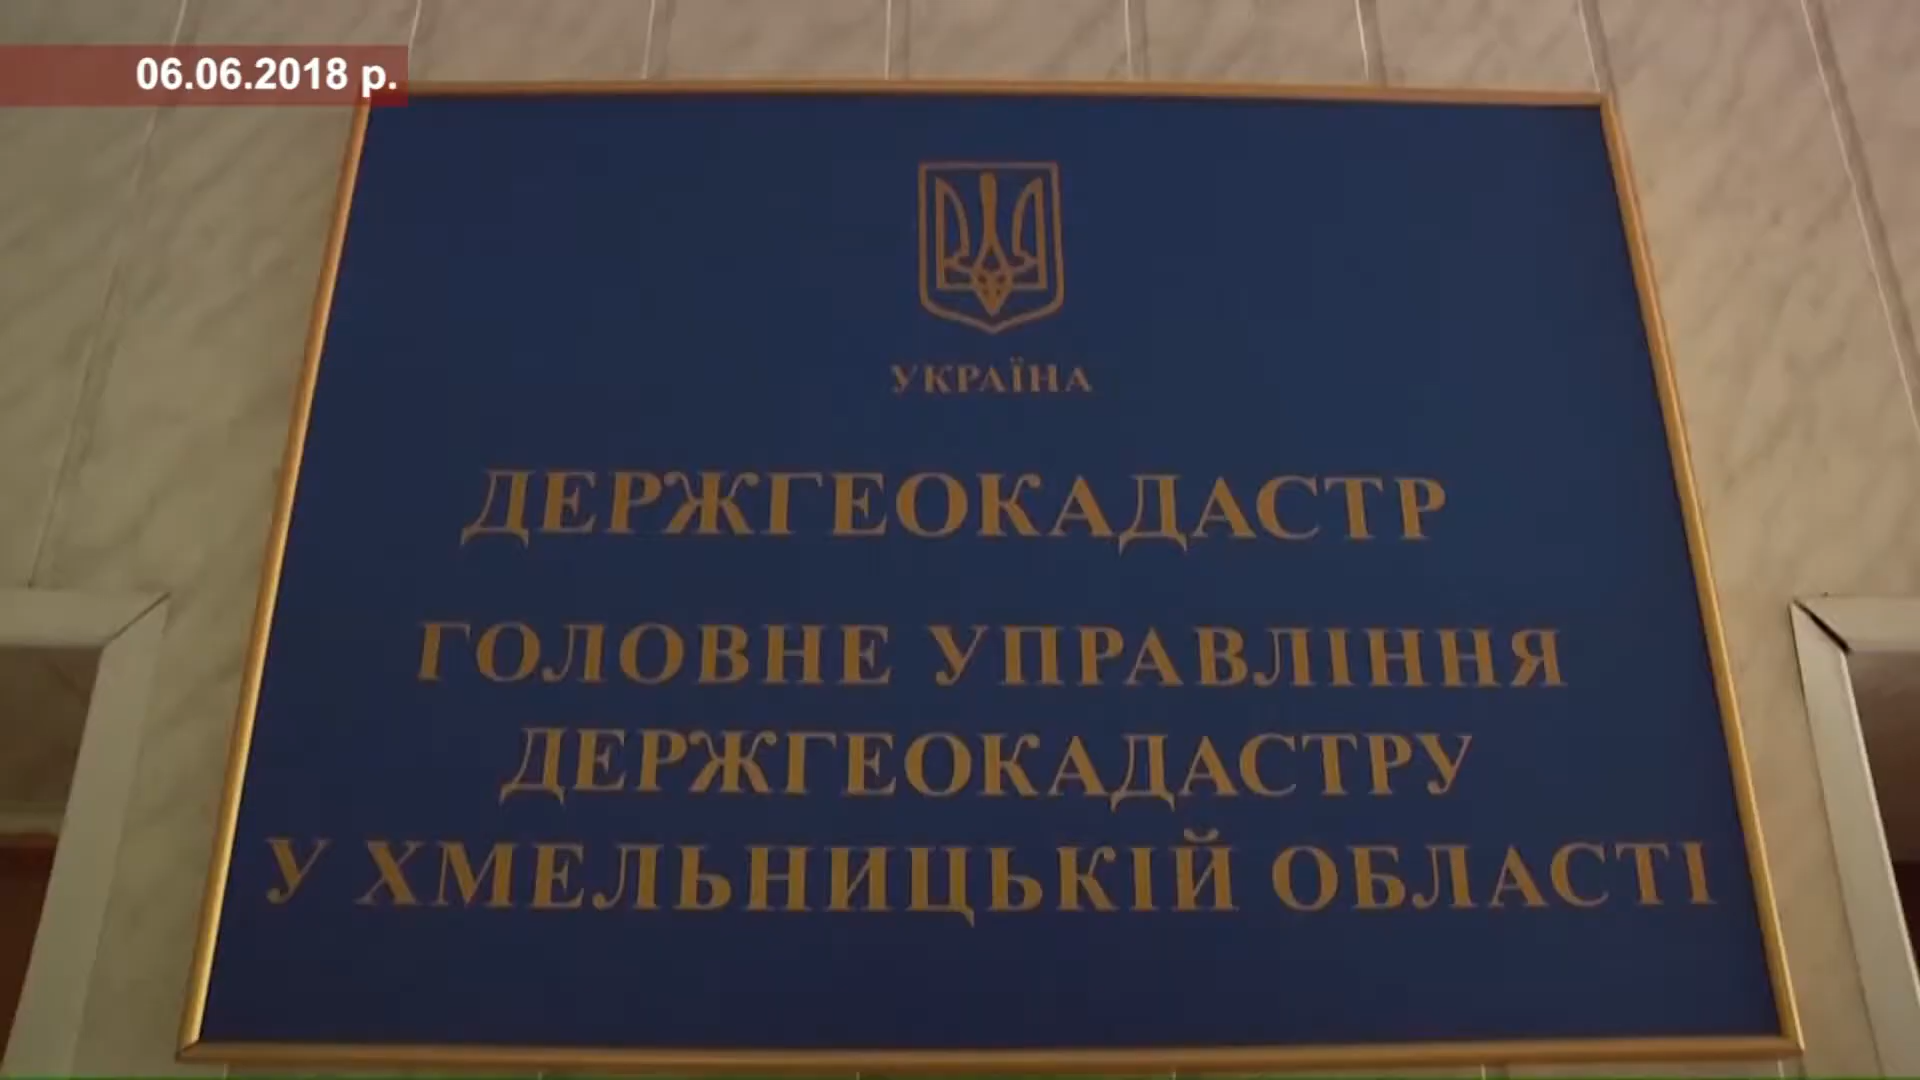 06.06.2018 р.
УКРАЇНА
ДЕРЖГЕОКАДАСТР
ГОЛОВНЕ УПРАВЛІННЯ
ДЕРЖГЕОКАДАСТРУ
У ХМЕЛЬНИЦЬКІЙ ОБЛАСТІ